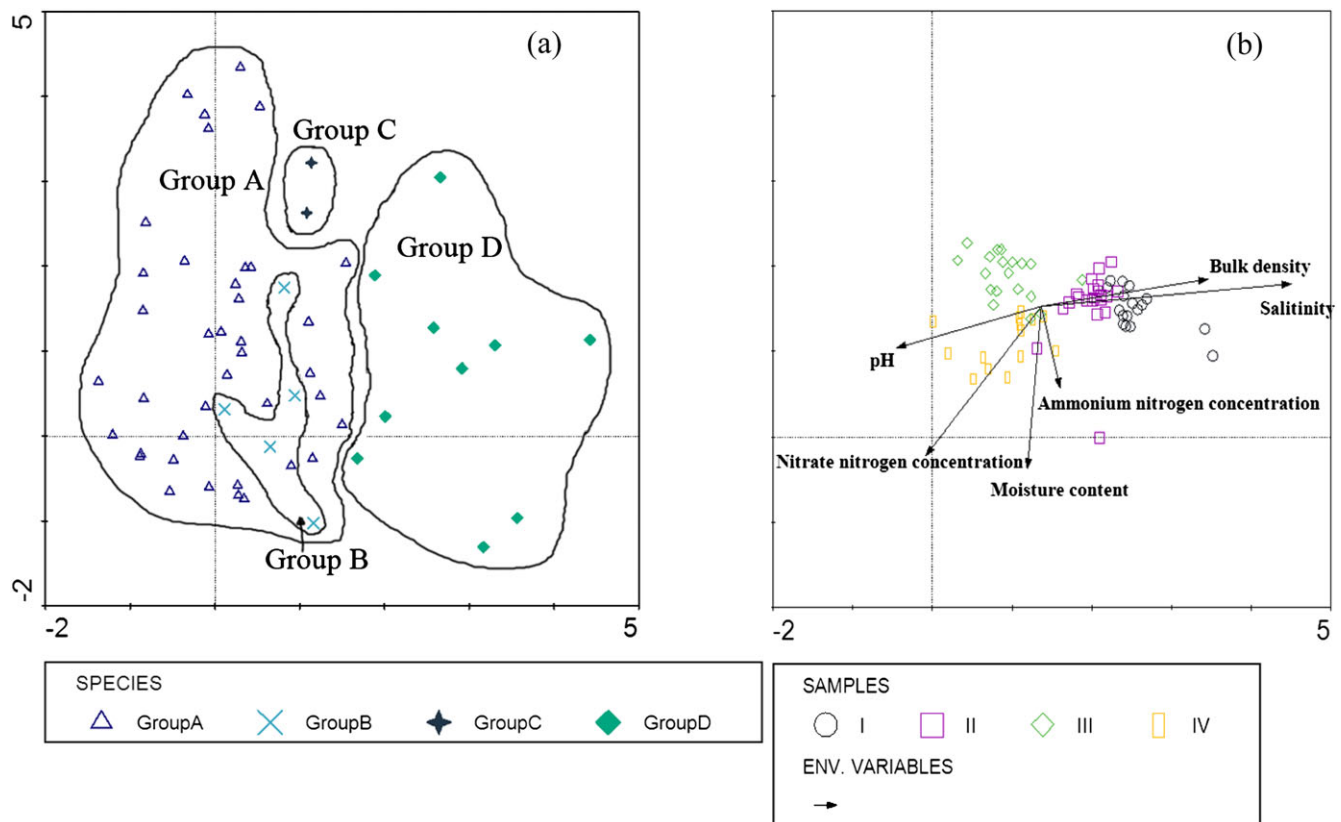 5
(a)
Group C
Group A
Group D
Group B
-2
-2
5
SPECIES
GroupA
GroupB
GroupC
GroupD
(b)
Bulk density
Salitinity
pH
Ammonium nitrogen concentration
Nitrate nitrogen concentration
Moisture content
-2
5
SAMPLES
I
II
III
IV
ENV. VARIABLES